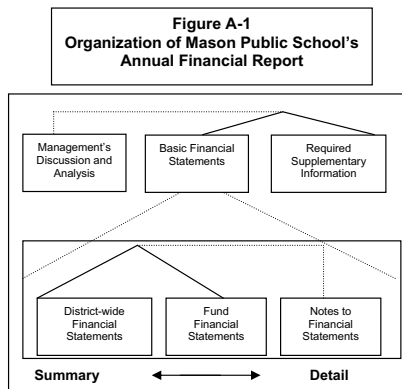 Figure A-1
Organization of Mason Public School's
Annual Financial Report
Management's
Discussion and
Analysis
Basic Financial
Statements
Required
Supplementary
Information
District-wide
Financial
Statements
Fund
Financial
Statements
Notes to
Financial
Statements
Summary
Detail